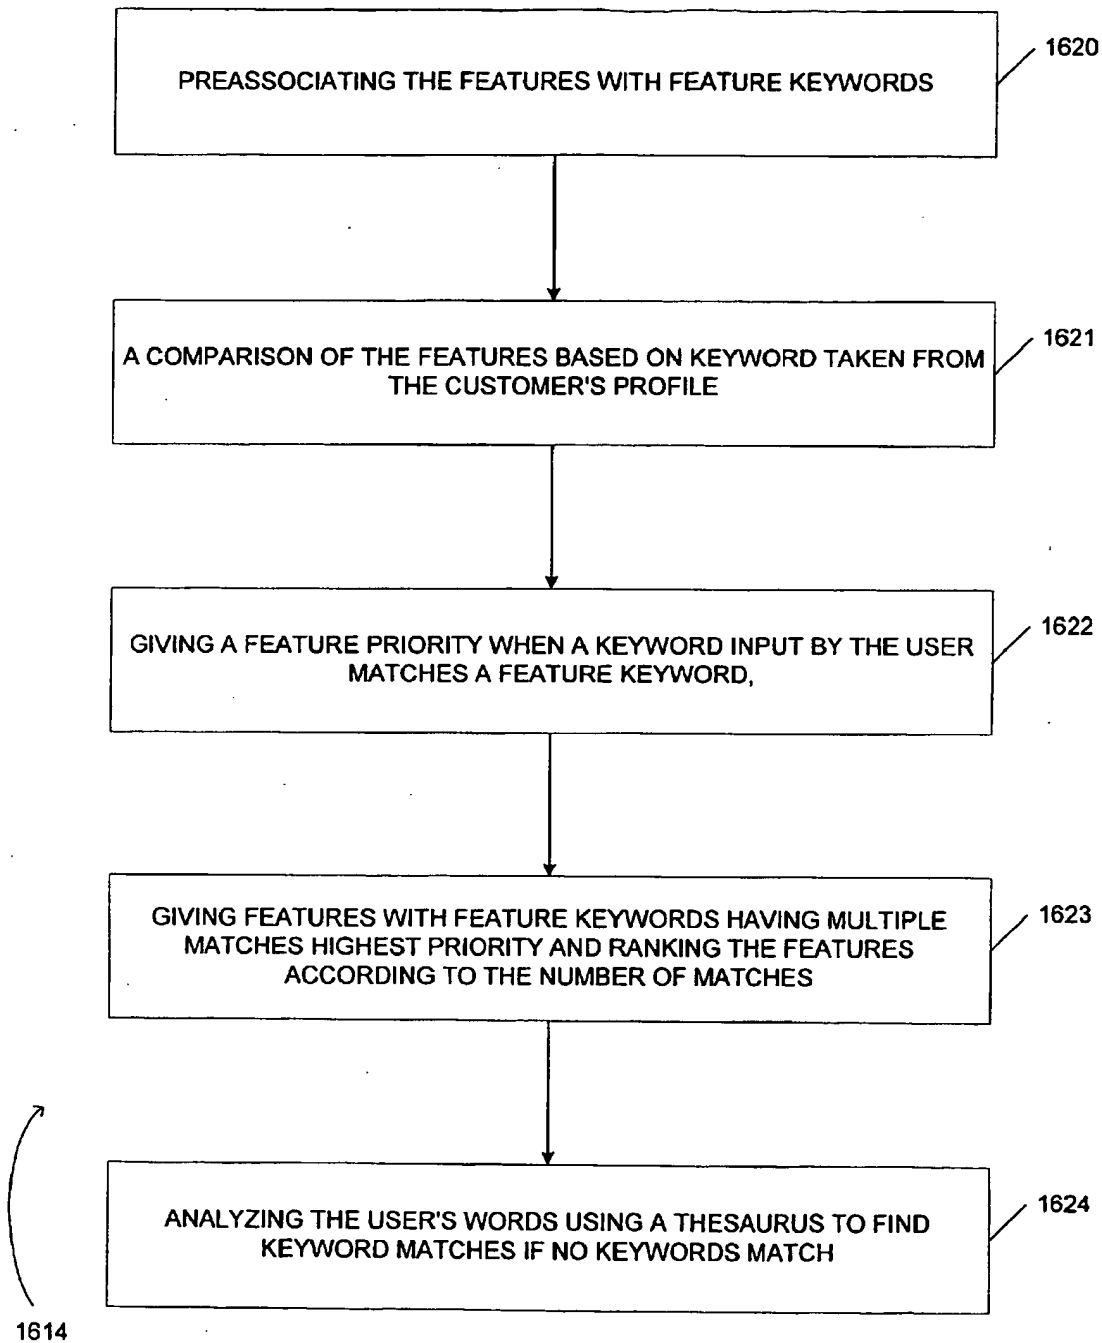 1620
PREASSOCIATING THE FEATURES WITH FEATURE KEYWORDS
1621
A COMPARISON OF THE FEATURES BASED ON KEYWORD TAKEN FROM
THE CUSTOMER'S PROFILE
1622
GIVING A FEATURE PRIORITY WHEN A KEYWORD INPUT BY THE USER
MATCHES A FEATURE KEYWORD,
1623
GIVING FEATURES WITH FEATURE KEYWORDS HAVING MULTIPLE
MATCHES HIGHEST PRIORITY AND RANKING THE FEATURES
ACCORDING TO THE NUMBER OF MATCHES
1624
ANALYZING THE USER'S WORDS USING A THESAURUS TO FIND
KEYWORD MATCHES IF NO KEYWORDS MATCH
1614